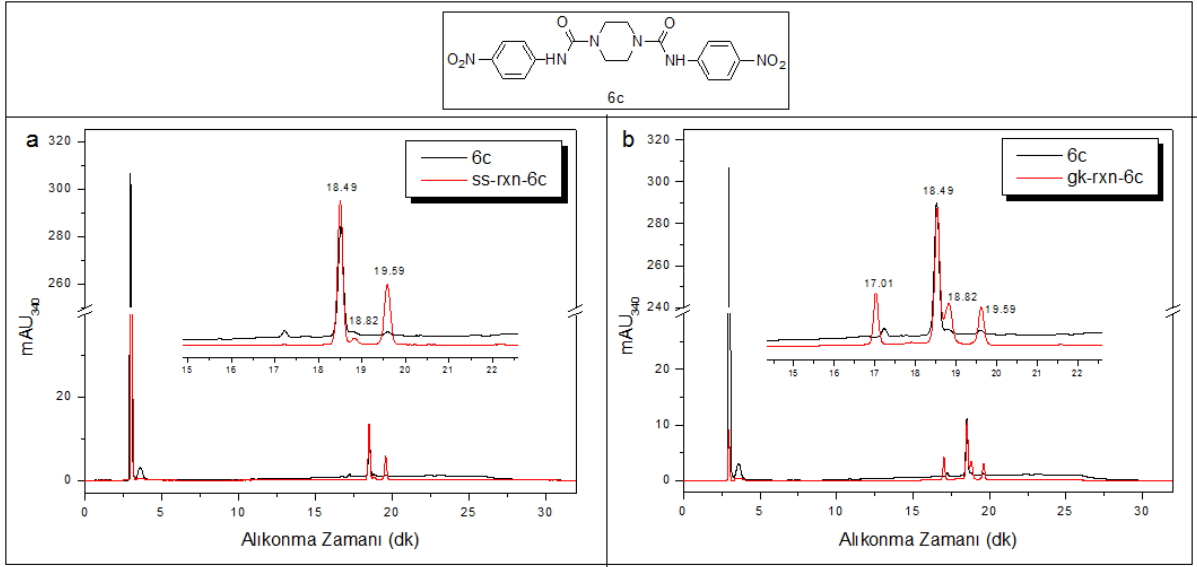 O
O
N
N
O₂N
HN
NH
NO₂
6c
a
320
300
280
260
20
0
mAU₃₄₀
6c
ss-rxn-6c
18.49
19.59
18.82
15 16 17 18 19 20 21 22
0 5 10 15 20 25 30
Alıkonma Zamanı (dk)
b
320
300
280
260
240
20
10
0
mAU₃₄₀
6c
gk-rxn-6c
18.49
17.01
18.82
19.59
15 14 17 18 19 20 21 22
0 5 10 15 20 25 30
Alıkonma Zamanı (dk)